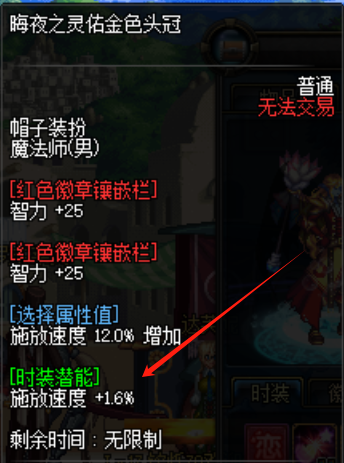 晦夜之灵佑金色头冠
普通
无法交易
帽子装扮
魔法师(男)
[红色徽章镶嵌栏]
智力 +25
[红色徽章镶嵌栏]
智力 +25
[选择属性值]
施放速度 12.0% 增加
[时装潜能]
施放速度 +1.6%
时装
剩余时间：无限制